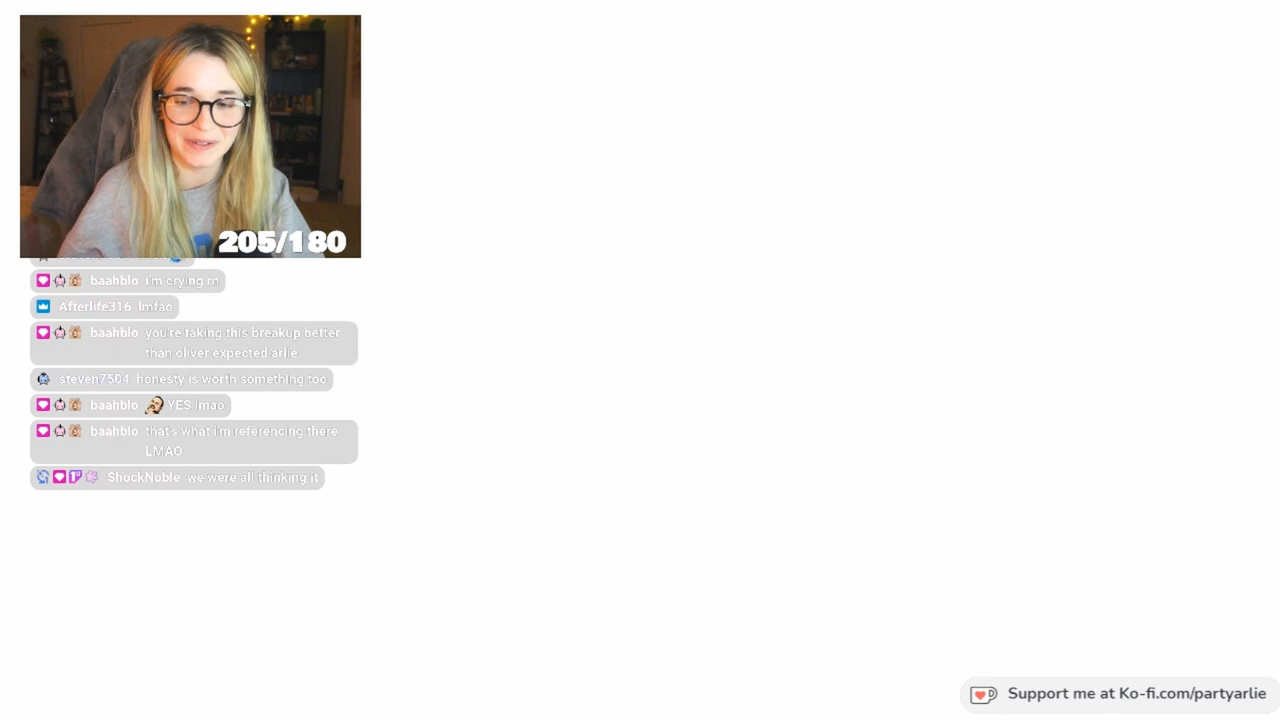 205/180
baahblo i'm crying rn
Afterlife316 lmfao
baahblo you're taking this breakup better
than oliver expected arlie
steven7504 honesty is worth something too
baahblo YES lmao
baahblo that's what i'm referencing there
LMAO
ShockNoble we were all thinking it
Support me at Ko-fi.com/partyarlie